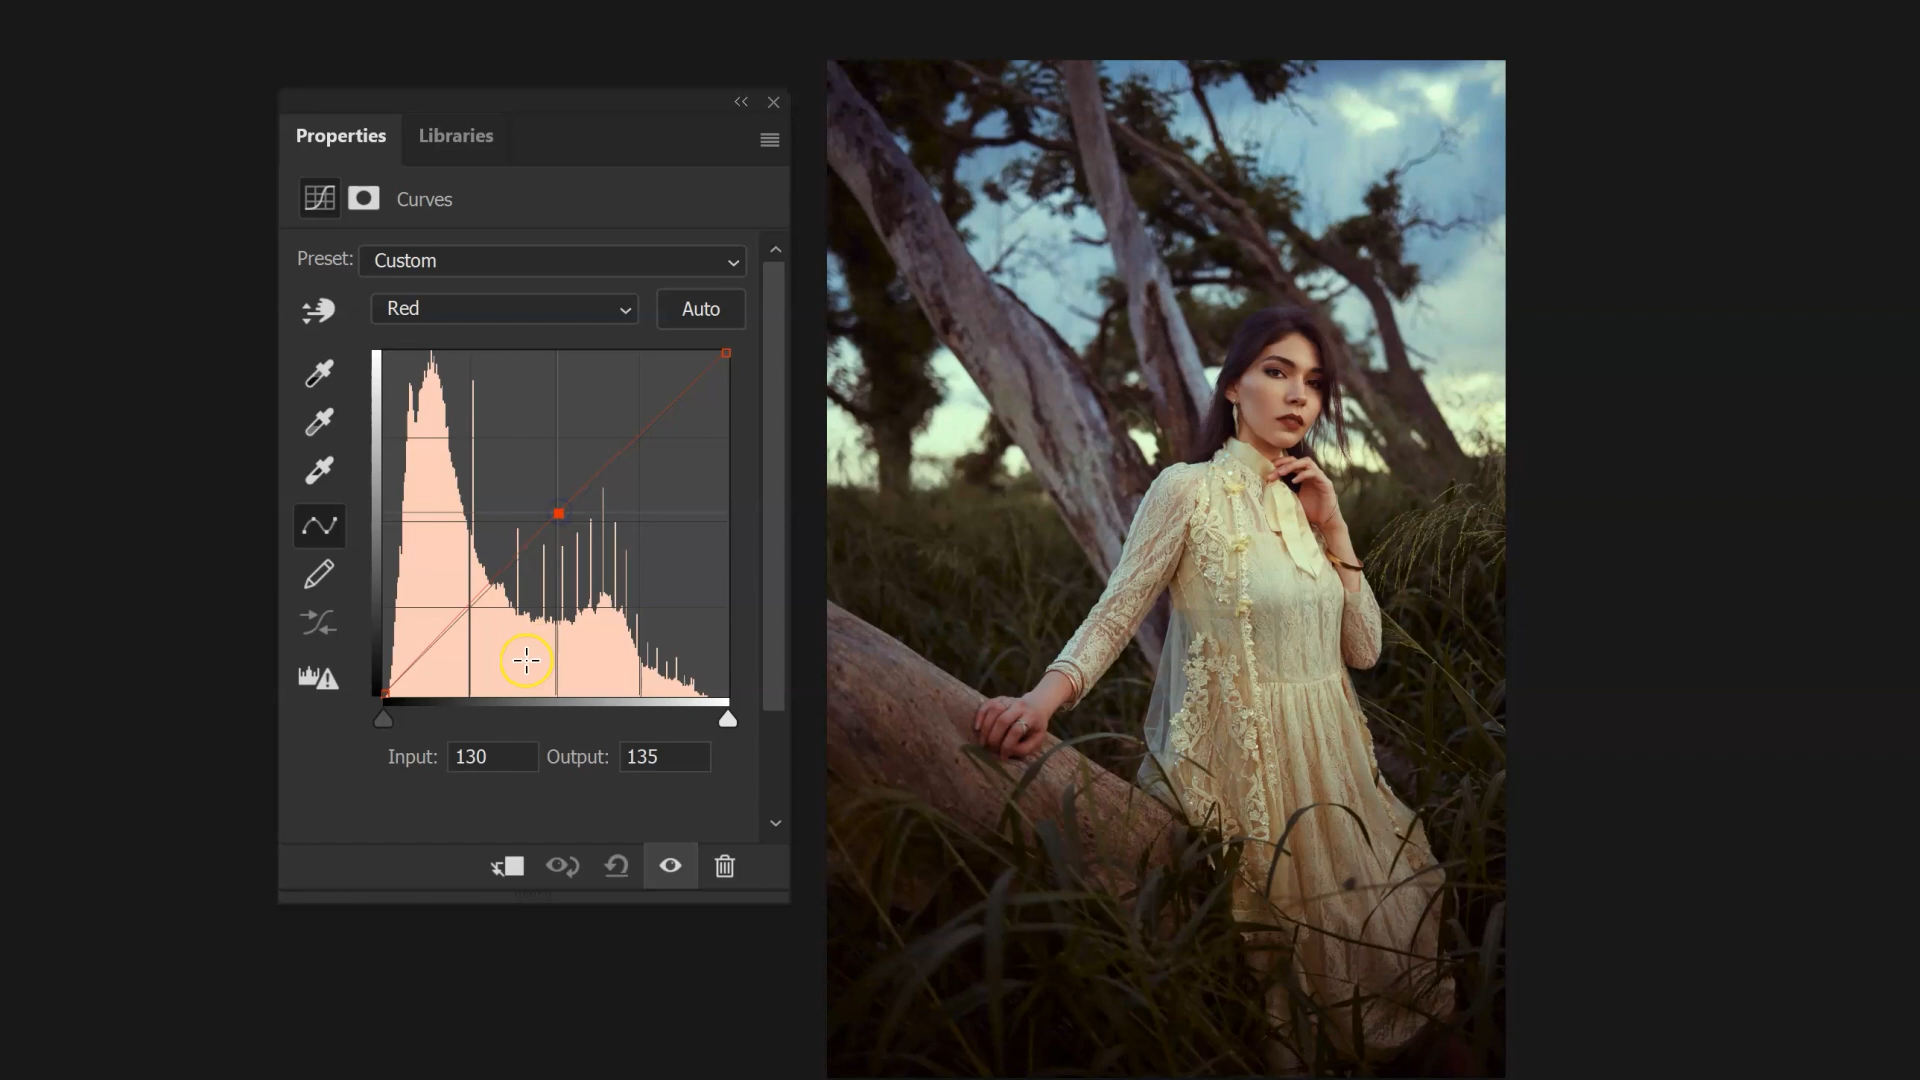 Properties
Libraries
Curves
Preset:
Custom
Red
Auto
Input:
130
Output:
135